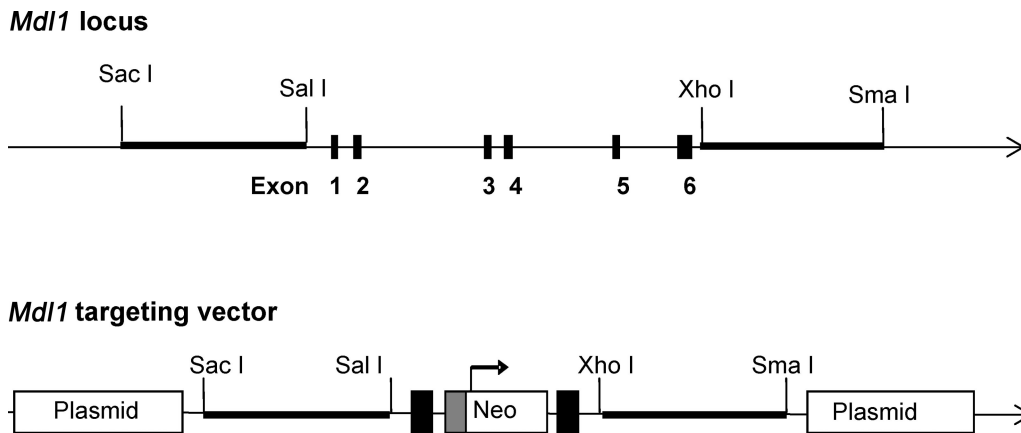 Mdl1 locus
Sac I
Sal I
Xho I
Sma I
Exon 1 2 3 4 5 6
Mdl1 targeting vector
Sac I Sal I Xho I Sma I
Plasmid Neo Plasmid